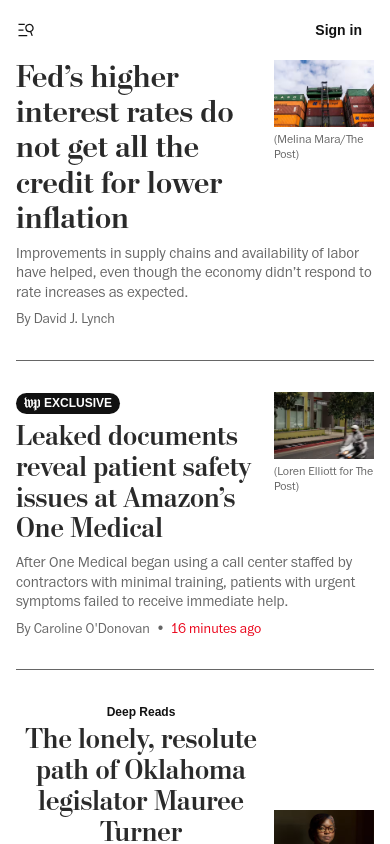 Sign in
Fed’s higher
interest rates do
not get all the
credit for lower
inflation
(Melina Mara/The
Post)
Improvements in supply chains and availability of labor
have helped, even though the economy didn’t respond to
rate increases as expected.
By David J. Lynch
wp EXCLUSIVE
Leaked documents
reveal patient safety
issues at Amazon’s
One Medical
(Loren Elliott for The
Post)
After One Medical began using a call center staffed by
contractors with minimal training, patients with urgent
symptoms failed to receive immediate help.
By Caroline O'Donovan • 16 minutes ago
Deep Reads
The lonely, resolute
path of Oklahoma
legislator Mauree
Turner